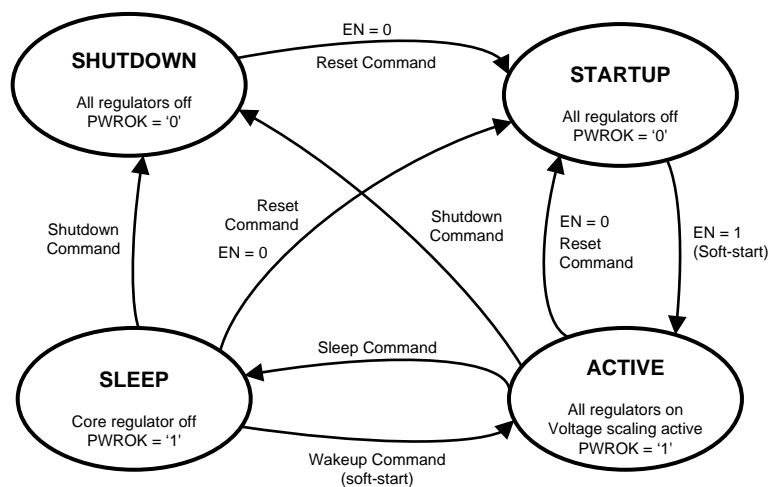 EN = 0
Reset Command
SHUTDOWN
All regulators off
PWROK = ‘0’
STARTUP
All regulators off
PWROK = ‘0’
Shutdown
Command
Reset
Command
EN = 0
Shutdown
Command
EN = 0
Reset
Command
EN = 1
(Soft-start)
Sleep Command
SLEEP
Core regulator off
PWROK = ‘1’
ACTIVE
All regulators on
Voltage scaling active
PWROK = ‘1’
Wakeup Command
(soft-start)